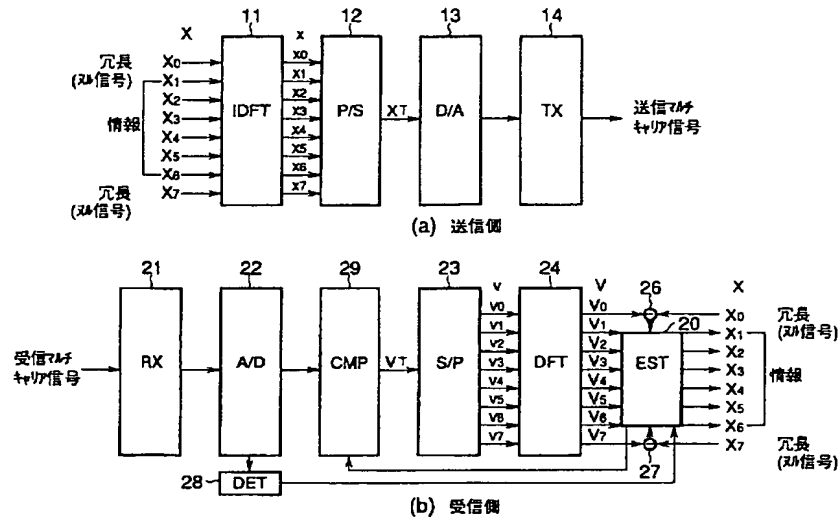 11 12 13 14
X x
冗長
(ヌル信号)
情報
冗長
(ヌル信号)
X0
X1
X2
X3
X4
X5
X6
X7
IDFT
x0
x1
x2
x3
x4
x5
x6
x7
P/S
XT
D/A
TX
送信マルチ
キャリア信号
(a) 送信側
21 22 29 23 24 26
v V X
受信マルチ
キャリア信号
RX
A/D
CMP
VT
S/P
v0
v1
v2
v3
v4
v5
v6
v7
DFT
V0
V1
V2
V3
V4
V5
V6
V7
20
EST
27
X0
X1
X2
X3
X4
X5
X6
X7
冗長
(ヌル信号)
情報
冗長
(ヌル信号)
28
DET
(b) 受信側